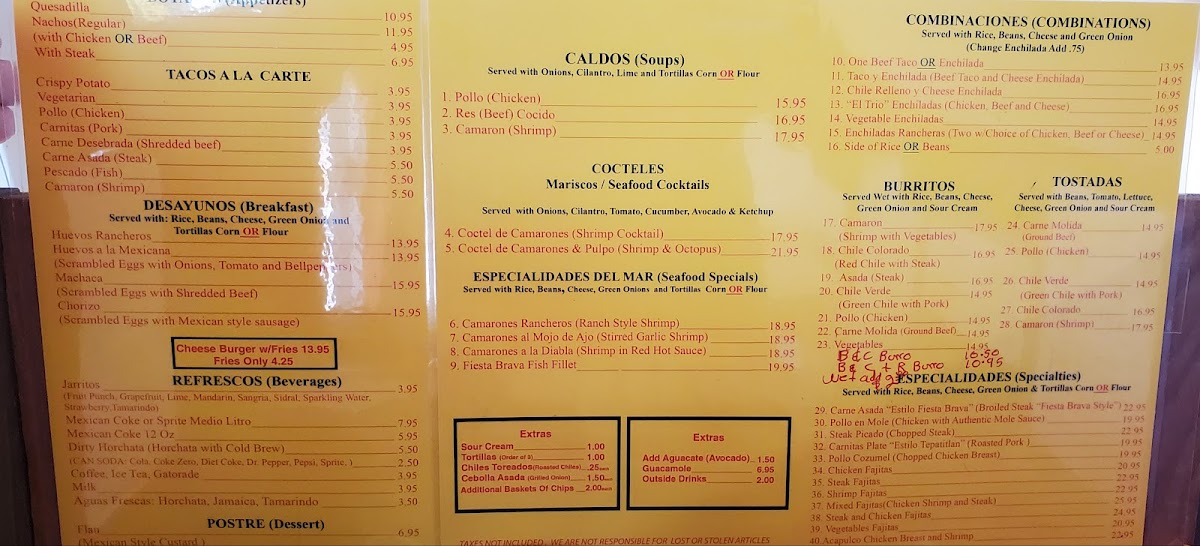 BOTANAS (Appetizers)
Quesadilla 10.95
Nachos(Regular) 11.95
(with Chicken OR Beef) 4.95
With Steak 6.95
TACOS A LA CARTE
Crispy Potato 3.95
Vegetarian 3.95
Pollo (Chicken) 3.95
Carnitas (Pork) 3.95
Carne Desebrada (Shredded beef) 3.95
Carne Asada (Steak) 5.50
Pescado (Fish) 5.50
Camaron (Shrimp) 5.50
DESAYUNOS (Breakfast)
Served with: Rice, Beans, Cheese, Green Onion and
Tortillas Corn OR Flour
Huevos Rancheros 13.95
Huevos a la Mexicana 13.95
(Scrambled Eggs with Onions, Tomato and Bellpeppers)
Machaca 15.95
(Scrambled Eggs with Shredded Beef)
Chorizo 15.95
(Scrambled Eggs with Mexican style sausage)
Cheese Burger w/Fries 13.95
Fries Only 4.25
REFRESCOS (Beverages)
Jarritos 3.95
(Fruit Punch, Grapefruit, Lime, Mandarin, Sangria, Sidral, Sparkling Water,
Strawberry, Tamarindo)
Mexican Coke or Sprite Medio Litro 7.95
Mexican Coke 12 Oz 5.95
Dirty Horchata (Horchata with Cold Brew) 5.50
(CAN SODA: Cola, Coke Zero, Diet Coke, Dr. Pepper, Pepsi, Sprite, ) 2.50
Coffee, Ice Tea, Gatorade 3.95
Milk 3.95
Aguas Frescas: Horchata, Jamaica, Tamarindo 3.50
POSTRE (Dessert)
Flan 6.95
(Mexican Style Custard )
CALDOS (Soups)
Served with Onions, Cilantro, Lime and Tortillas Corn OR Flour
1. Pollo (Chicken) 15.95
2. Res (Beef) Cocido 16.95
3. Camaron (Shrimp) 17.95
COCTELES
Mariscos / Seafood Cocktails
Served with Onions, Cilantro, Tomato, Cucumber, Avocado & Ketchup
4. Coctel de Camarones (Shrimp Cocktail) 17.95
5. Coctel de Camarones & Pulpo (Shrimp & Octopus) 21.95
ESPECIALIDADES DEL MAR (Seafood Specials)
Served with Rice, Beans, Cheese, Green Onions and Tortillas Corn OR Flour
6. Camarones Rancheros (Ranch Style Shrimp) 18.95
7. Camarones al Mojo de Ajo (Stirred Garlic Shrimp) 18.95
8. Camarones a la Diabla (Shrimp in Red Hot Sauce) 18.95
9. Fiesta Brava Fish Fillet 19.95
Extras
Sour Cream 1.00
Tortillas (Order of 3) 1.00
Chiles Toreados(Roasted Chiles) .25each
Cebolla Asada (Grilled Onion) 1.50each
Additional Baskets Of Chips 2.00each
Extras
Add Aguacate (Avocado) 1.50
Guacamole 6.95
Outside Drinks 2.00
TAXES NOT INCLUDED. WE ARE NOT RESPONSIBLE FOR LOST OR STOLEN ARTICLES
COMBINACIONES (COMBINATIONS)
Served with Rice, Beans, Cheese and Green Onion
(Change Enchilada Add .75)
10. One Beef Taco OR Enchilada 13.95
11. Taco y Enchilada (Beef Taco and Cheese Enchilada) 14.95
12. Chile Relleno y Cheese Enchilada 16.95
13. “El Trio” Enchiladas (Chicken, Beef and Cheese) 16.95
14. Vegetable Enchiladas 14.95
15. Enchiladas Rancheras (Two w/Choice of Chicken, Beef or Cheese) 14.95
16. Side of Rice OR Beans 5.00
BURRITOS
Served Wet with Rice, Beans, Cheese,
Green Onion and Sour Cream
17. Camaron 17.95
(Shrimp with Vegetables)
18. Chile Colorado 16.95
(Red Chile with Steak)
19. Asada (Steak) 16.95
20. Chile Verde 14.95
(Green Chile with Pork)
21. Pollo (Chicken) 14.95
22. Carne Molida (Ground Beef) 14.95
23. Vegetables 14.95
B & C Burro 10.50
B & C + R Burro 10.95
Wet add
TOSTADAS
Served with Beans, Tomato, Lettuce,
Cheese, Green Onion and Sour Cream
24. Carne Molida 14.95
(Ground Beef)
25. Pollo (Chicken) 14.95
26. Chile Verde 14.95
(Green Chile with Pork)
27. Chile Colorado 16.95
28. Camaron (Shrimp) 17.95
ESPECIALIDADES (Specialties)
Served with Rice, Beans, Cheese, Green Onion & Tortillas Corn OR Flour
29. Carne Asada “Estilo Fiesta Brava” (Broiled Steak “Fiesta Brava Style”) 22.95
30. Pollo en Mole (Chicken with Authentic Mole Sauce) 19.95
31. Steak Picado (Chopped Steak) 22.95
32. Carnitas Plate “Estilo Tepatitlan” (Roasted Pork ) 19.95
33. Pollo Cozumel (Chopped Chicken Breast) 19.95
34. Chicken Fajitas 20.95
35. Steak Fajitas 22.95
36. Shrimp Fajitas 22.95
37. Mixed Fajitas(Chicken Shrimp and Steak) 25.95
38. Steak and Chicken Fajitas 24.95
39. Vegetables Fajitas 20.95
40. Acapulco Chicken Breast and Shrimp 22.95